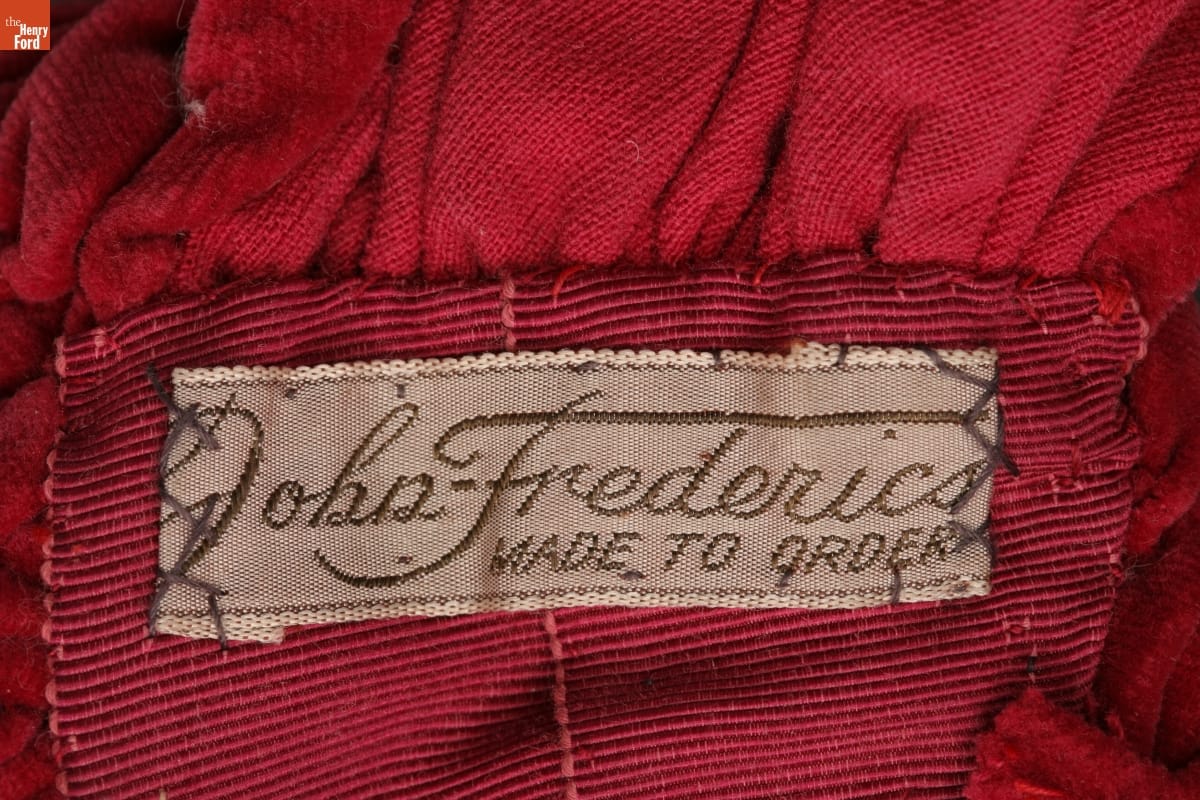 the
Henry
Ford
John-Frederics
MADE TO ORDER